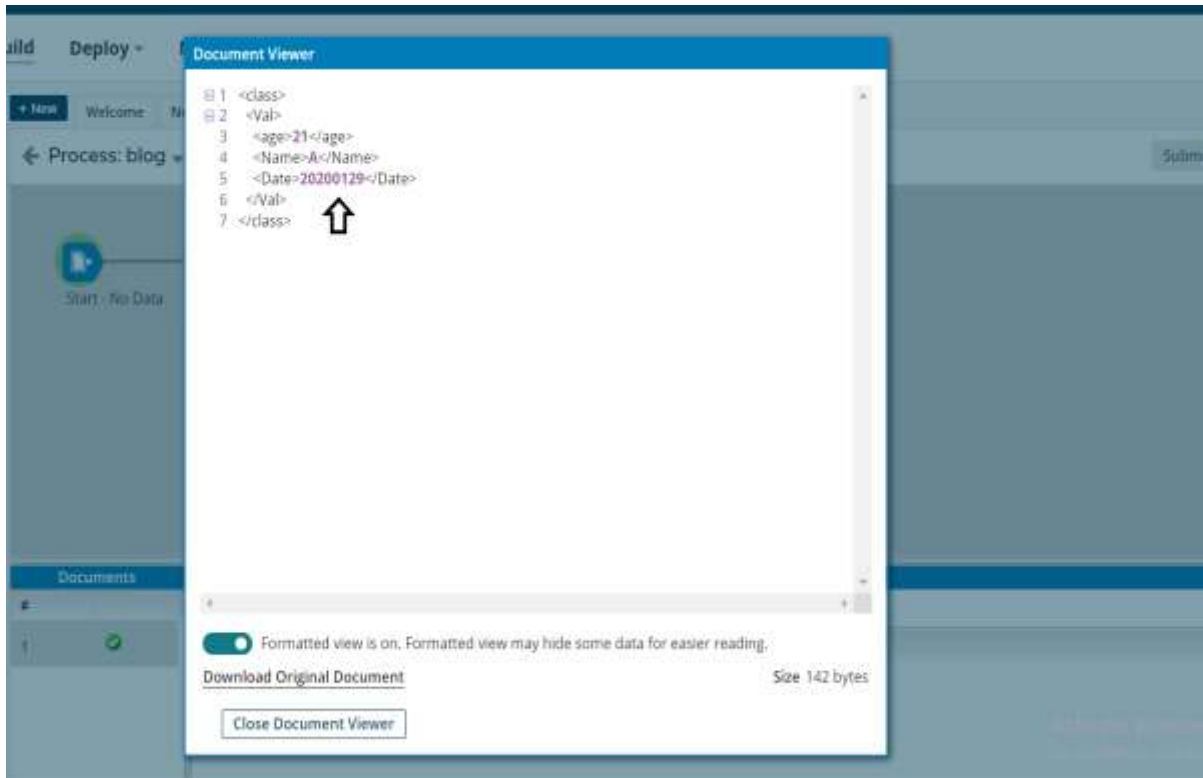 uild Deploy
Document Viewer
+ New Welcome
Process: blog
Submi
1 <class>
2 <Val>
3 <age>21</age>
4 <Name>A</Name>
5 <Date>20200129</Date>
6 </Val>
7 </class>
Start - No Data
Documents
#
1
Formatted view is on. Formatted view may hide some data for easier reading.
Download Original Document Size 142 bytes
Close Document Viewer